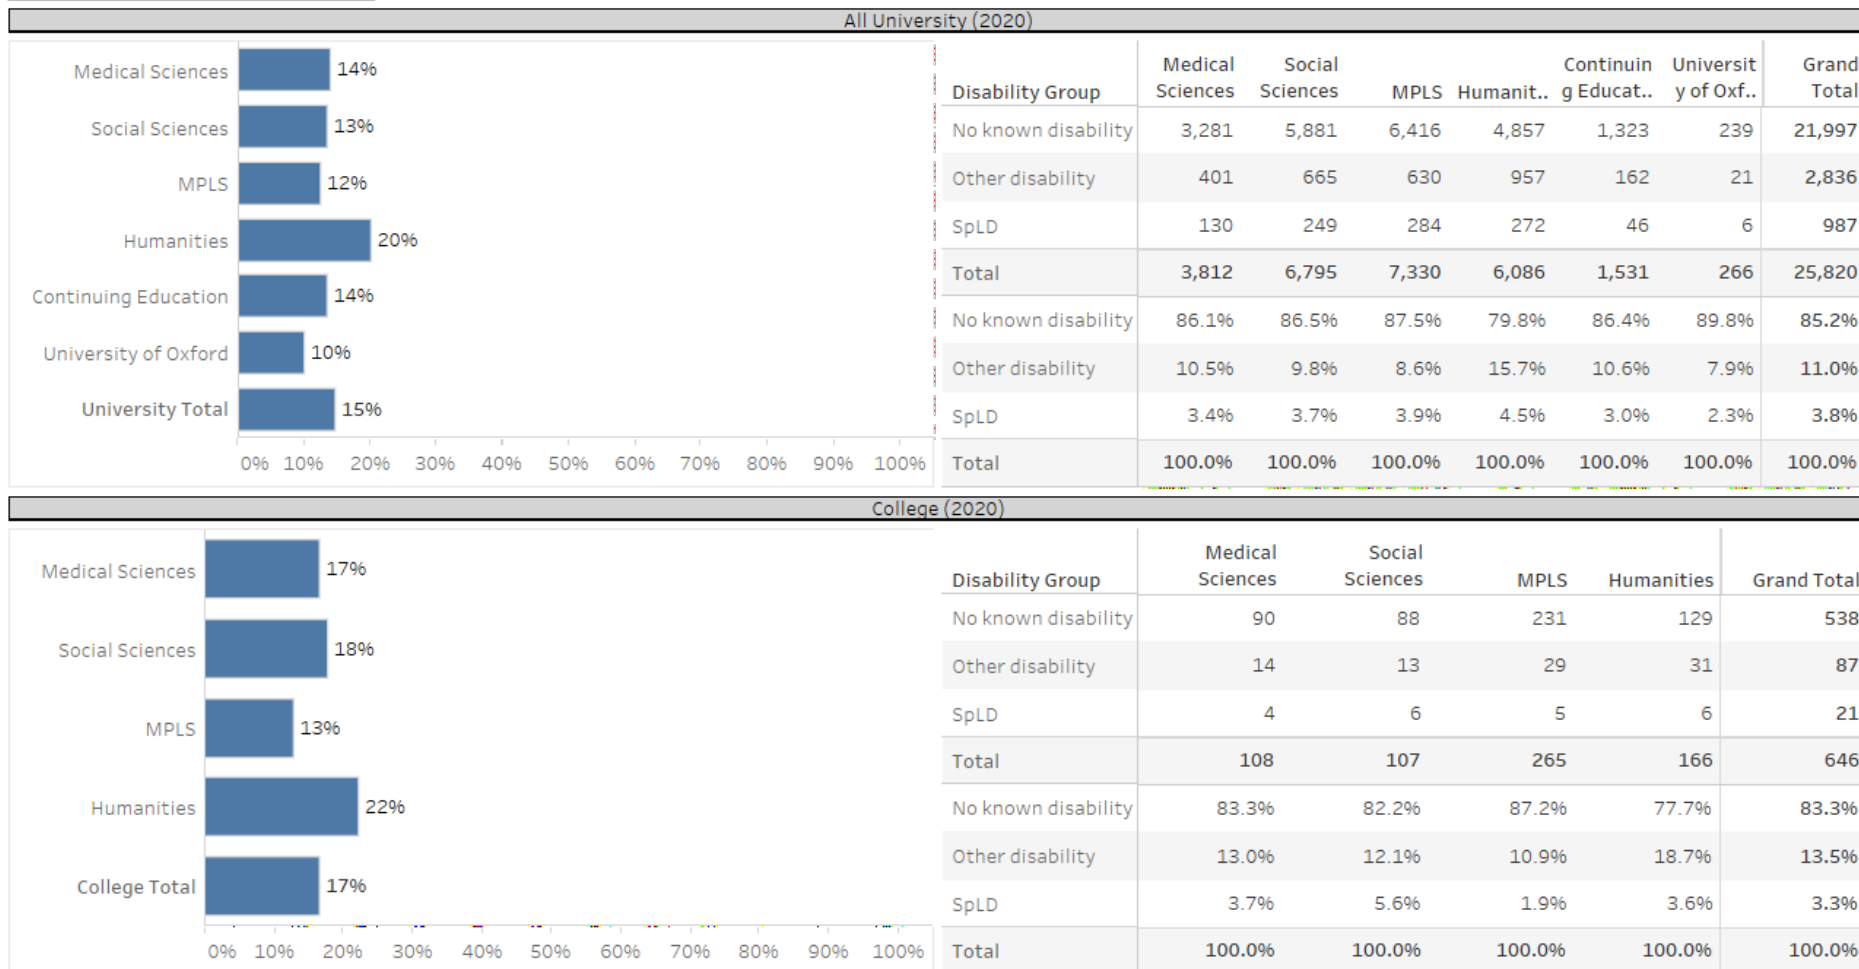 All University (2020)
Medical Sciences 14%
Social Sciences 13%
MPLS 12%
Humanities 20%
Continuing Education 14%
University of Oxford 10%
University Total 15%
0% 10% 20% 30% 40% 50% 60% 70% 80% 90% 100%
Disability Group Medical Sciences Social Sciences MPLS Humanit.. Continuin g Educat.. Universit y of Oxf.. Grand Total
No known disability 3,281 5,881 6,416 4,857 1,323 239 21,997
Other disability 401 665 630 957 162 21 2,836
SpLD 130 249 284 272 46 6 987
Total 3,812 6,795 7,330 6,086 1,531 266 25,820
No known disability 86.1% 86.5% 87.5% 79.8% 86.4% 89.8% 85.2%
Other disability 10.5% 9.8% 8.6% 15.7% 10.6% 7.9% 11.0%
SpLD 3.4% 3.7% 3.9% 4.5% 3.0% 2.3% 3.8%
Total 100.0% 100.0% 100.0% 100.0% 100.0% 100.0% 100.0%
College (2020)
Medical Sciences 17%
Social Sciences 18%
MPLS 13%
Humanities 22%
College Total 17%
0% 10% 20% 30% 40% 50% 60% 70% 80% 90% 100%
Disability Group Medical Sciences Social Sciences MPLS Humanities Grand Total
No known disability 90 88 231 129 538
Other disability 14 13 29 31 87
SpLD 4 6 5 6 21
Total 108 107 265 166 646
No known disability 83.3% 82.2% 87.2% 77.7% 83.3%
Other disability 13.0% 12.1% 10.9% 18.7% 13.5%
SpLD 3.7% 5.6% 1.9% 3.6% 3.3%
Total 100.0% 100.0% 100.0% 100.0% 100.0%